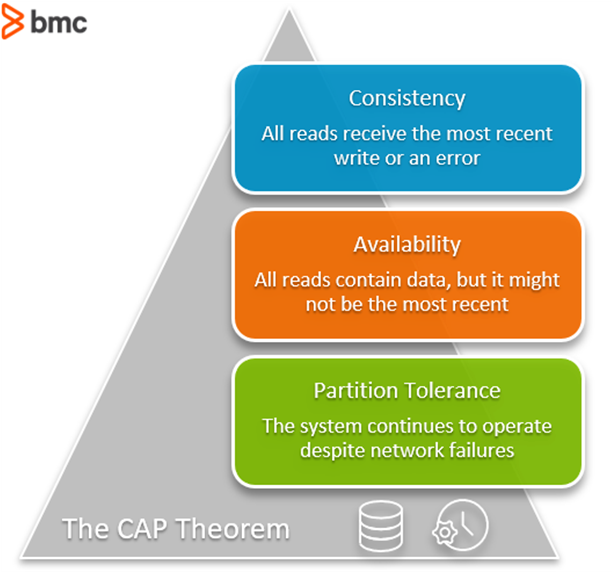 bmc
Consistency
All reads receive the most recent
write or an error
Availability
All reads contain data, but it might
not be the most recent
Partition Tolerance
The system continues to operate
despite network failures
The CAP Theorem